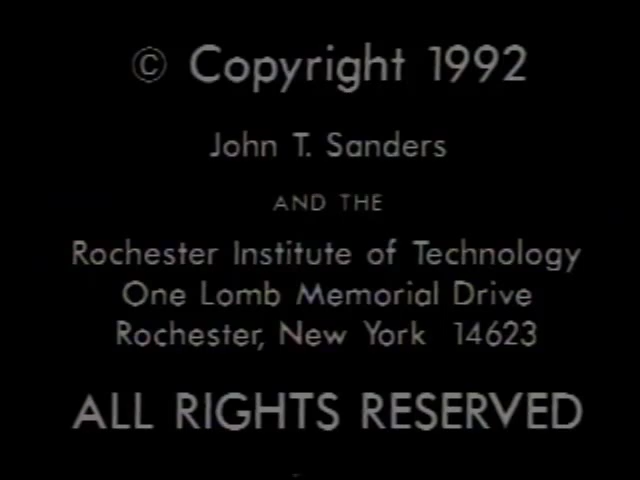 © Copyright 1992
John T. Sanders
AND THE
Rochester Institute of Technology
One Lomb Memorial Drive
Rochester, New York 14623
ALL RIGHTS RESERVED